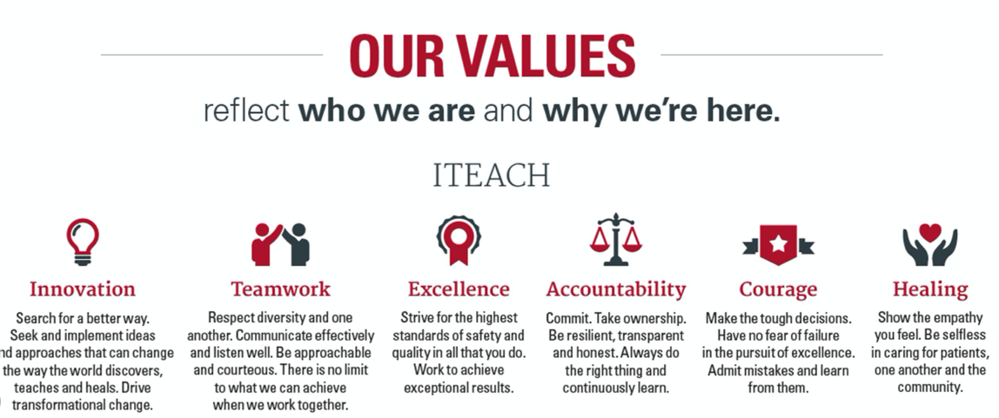 OUR VALUES
reflect who we are and why we're here.
ITEACH
Innovation
Search for a better way.
Seek and implement ideas
nd approaches that can change
the way the world discovers,
teaches and heals. Drive
transformational change.
Teamwork
Respect diversity and one
another. Communicate effectively
and listen well. Be approachable
and courteous. There is no limit
to what we can achieve
when we work together.
Excellence
Strive for the highest
standards of safety and
quality in all that you do.
Work to achieve
exceptional results.
Accountability
Commit. Take ownership.
Be resilient, transparent
and honest. Always do
the right thing and
continuously learn.
Courage
Make the tough decisions.
Have no fear of failure
in the pursuit of excellence.
Admit mistakes and learn
from them.
Healing
Show the empathy
you feel. Be selfless
in caring for patients,
one another and the
community.